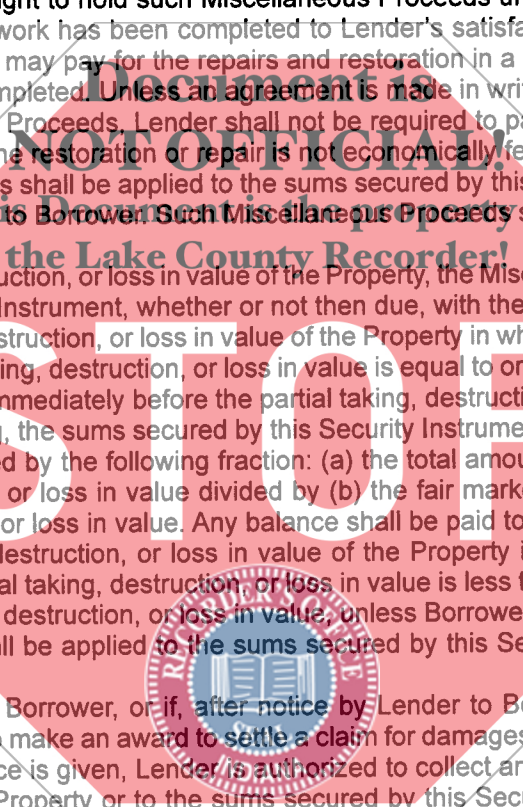 ght to hold such Miscellaneous Proceeds
work has been completed to Lender's satisfa
may pay for the repairs and restoration in a
Document is
mpleted. Unless an agreement is made in writ
Proceeds, Lender shall not be required to pa
NOT OFFICIAL!
he restoration or repair is not economically fe
s shall be applied to the sums secured by this
is Document is the property
to Borrower. Such Miscellaneous Proceeds s
the Lake County Recorder!
uction, or loss in value of the Property, the Misc
Instrument, whether or not then due, with the
struction, or loss in value of the Property in wh
STOP
ing, destruction, or loss in value is equal to or
mmediately before the partial taking, destructi
, the sums secured by this Security Instrume
ed by the following fraction: (a) the total amou
or loss in value divided by (b) the fair mark
or loss in value. Any balance shall be paid to
destruction, or loss in value of the Property i
al taking, destruction, or loss in value is less t
destruction, or loss in value, unless Borrowe
all be applied to the sums secured by this Se
RECORDER'S OFFICE
Borrower, or if, after notice by Lender to Bo
make an award to settle a claim for damages
ce is given, Lender is authorized to collect an
Property or to the sums secured by this Sec